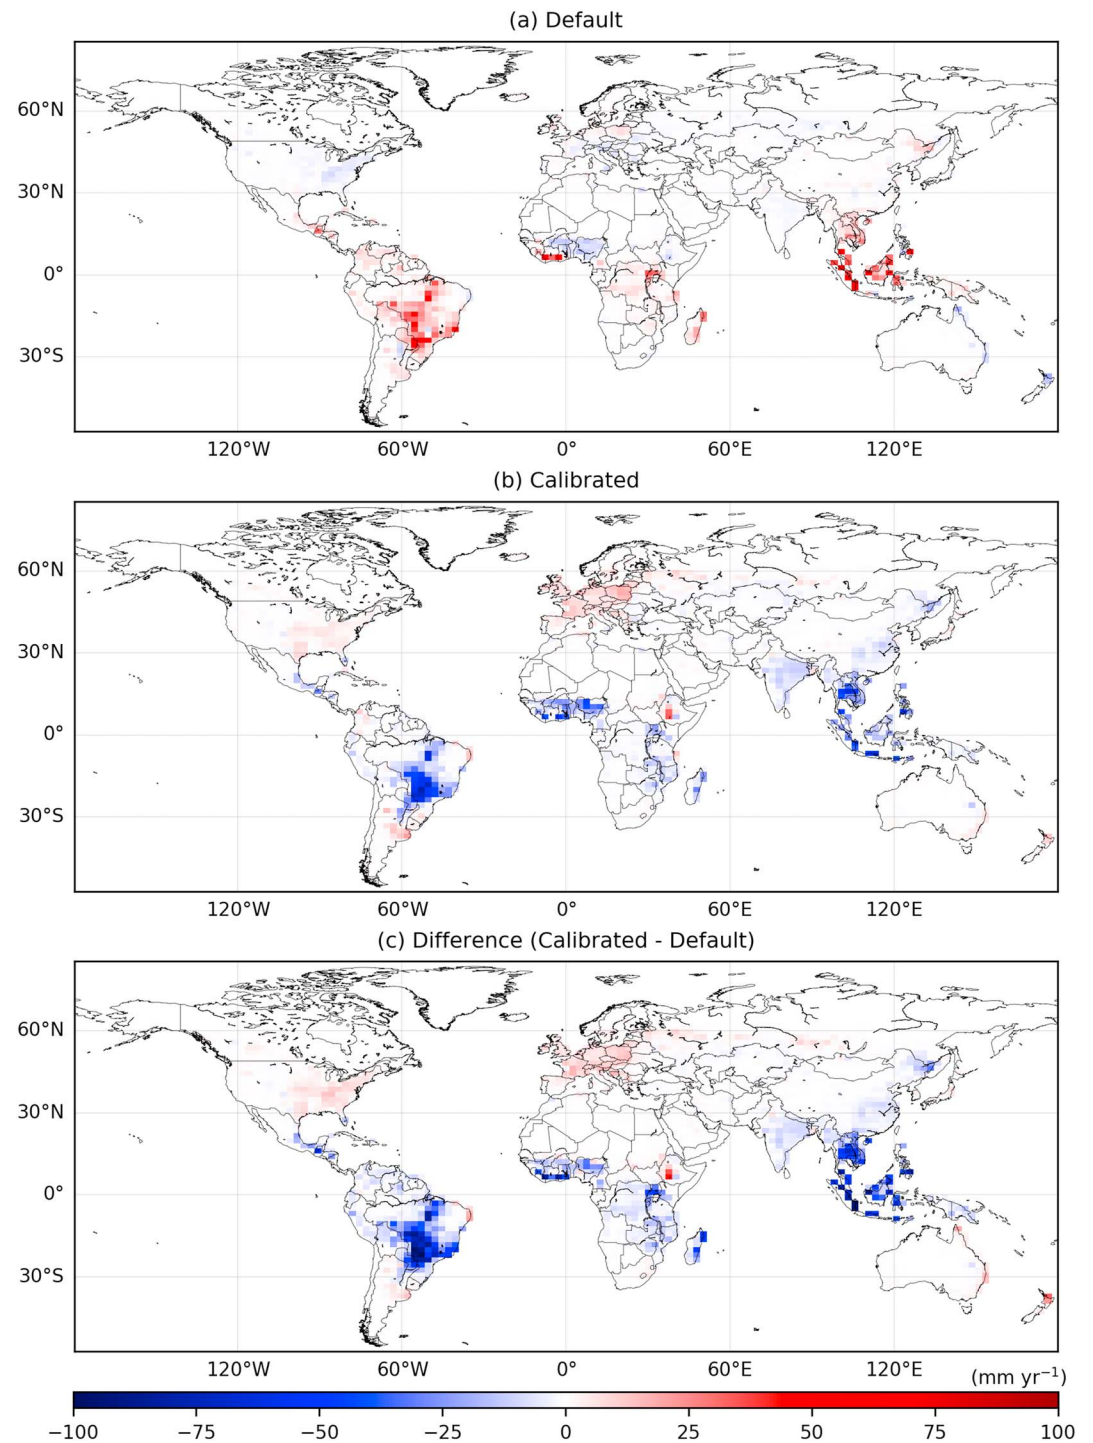 (a) Default
60°N
30°N
0°
30°S
120°W 60°W 0° 60°E 120°E
(b) Calibrated
60°N
30°N
0°
30°S
120°W 60°W 0° 60°E 120°E
(c) Difference (Calibrated - Default)
60°N
30°N
0°
30°S
120°W 60°W 0° 60°E 120°E
(mm yr⁻¹)
−100 −75 −50 −25 0 25 50 75 100